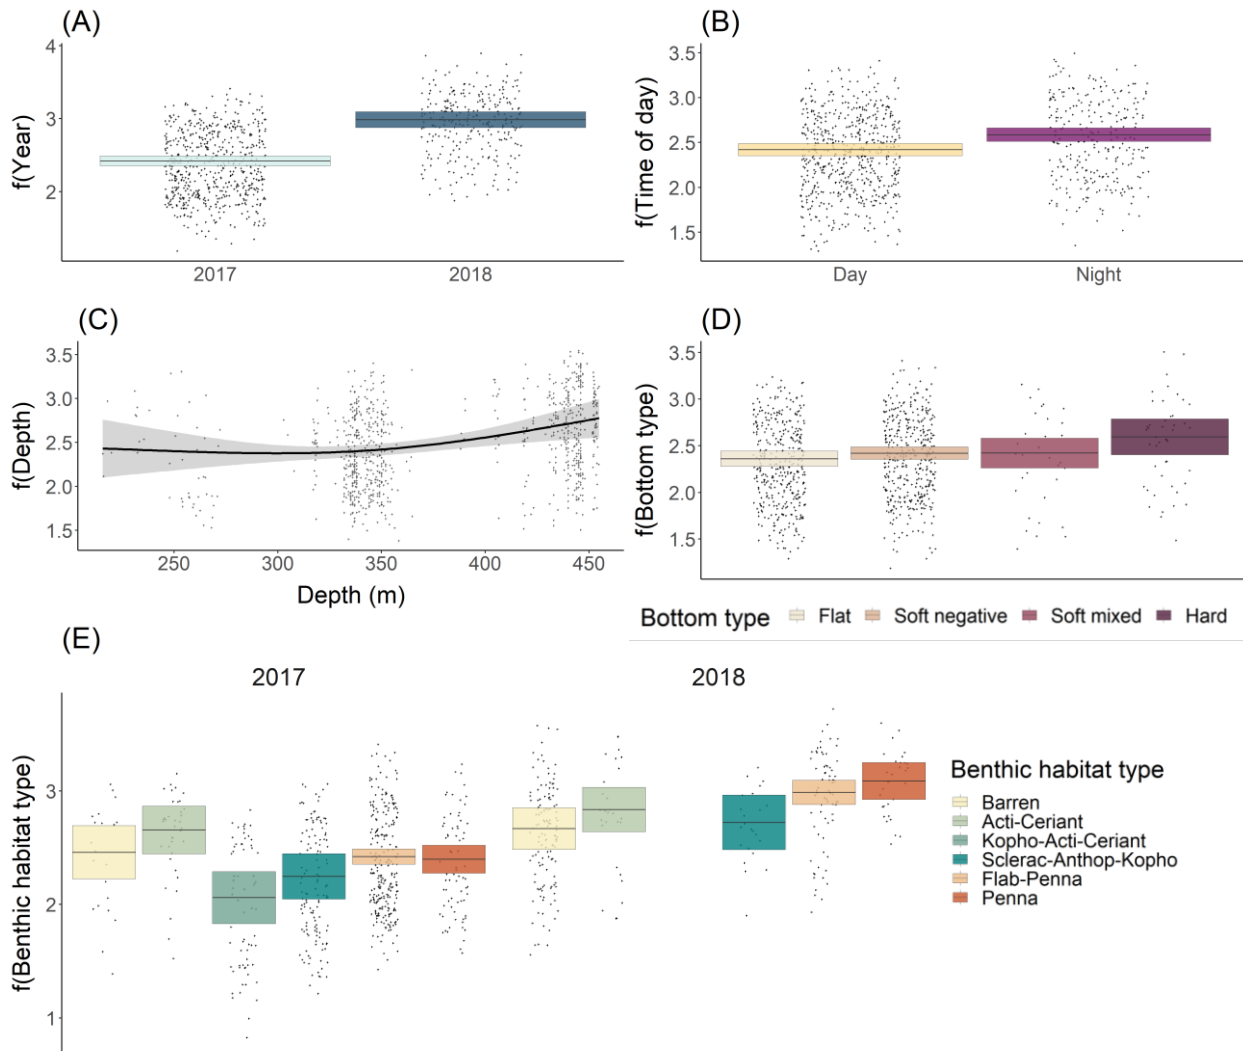 (A)
f(Year)
4
3
2
2017 2018
(B)
f(Time of day)
3.5
3.0
2.5
2.0
1.5
Day Night
(C)
f(Depth)
3.5
3.0
2.5
2.0
1.5
250 300 350 400 450
Depth (m)
(D)
f(Bottom type)
3.5
3.0
2.5
2.0
1.5
Bottom type Flat Soft negative Soft mixed Hard
(E)
2017 2018
f(Benthic habitat type)
3
2
1
Benthic habitat type
Barren
Acti-Ceriant
Kopho-Acti-Ceriant
Sclerac-Anthop-Kopho
Flab-Penna
Penna